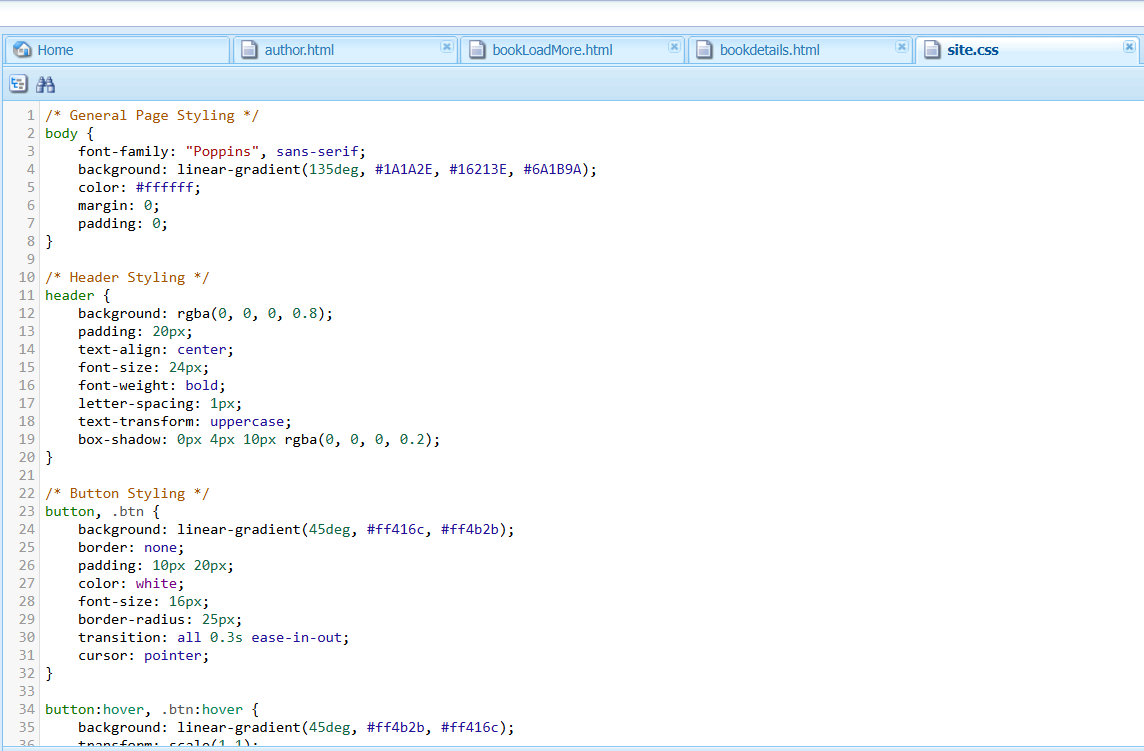 Home author.html bookLoadMore.html bookdetails.html site.css
1 /* General Page Styling */
2 body {
3 font-family: "Poppins", sans-serif;
4 background: linear-gradient(135deg, #1A1A2E, #16213E, #6A1B9A);
5 color: #ffffff;
6 margin: 0;
7 padding: 0;
8 }
9
10 /* Header Styling */
11 header {
12 background: rgba(0, 0, 0, 0.8);
13 padding: 20px;
14 text-align: center;
15 font-size: 24px;
16 font-weight: bold;
17 letter-spacing: 1px;
18 text-transform: uppercase;
19 box-shadow: 0px 4px 10px rgba(0, 0, 0, 0.2);
20 }
21
22 /* Button Styling */
23 button, .btn {
24 background: linear-gradient(45deg, #ff416c, #ff4b2b);
25 border: none;
26 padding: 10px 20px;
27 color: white;
28 font-size: 16px;
29 border-radius: 25px;
30 transition: all 0.3s ease-in-out;
31 cursor: pointer;
32 }
33
34 button:hover, .btn:hover {
35 background: linear-gradient(45deg, #ff4b2b, #ff416c);
36 transform: scale(1.1);